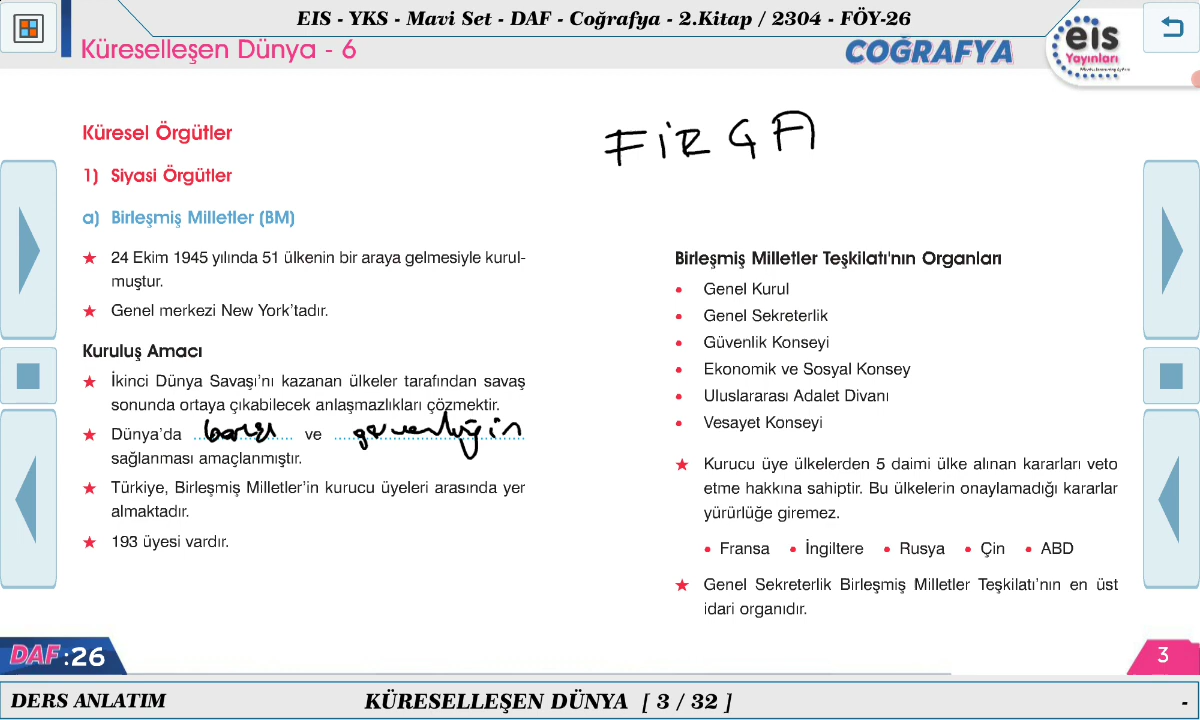 EIS - YKS - Mavi Set - DAF - Coğrafya - 2.Kitap / 2304 - FÖY-26
Küreselleşen Dünya - 6
COĞRAFYA
eis
Yayınları
Küresel Örgütler
1) Siyasi Örgütler
a) Birleşmiş Milletler (BM)
★ 24 Ekim 1945 yılında 51 ülkenin bir araya gelmesiyle kurul-
muştur.
★ Genel merkezi New York'tadır.
Kuruluş Amacı
★ İkinci Dünya Savaşı'nı kazanan ülkeler tarafından savaş
sonunda ortaya çıkabilecek anlaşmazlıkları çözmektir.
★ Dünya'da barışı ve güvenliğin
sağlanması amaçlanmıştır.
★ Türkiye, Birleşmiş Milletler'in kurucu üyeleri arasında yer
almaktadır.
★ 193 üyesi vardır.
FİRÇA
Birleşmiş Milletler Teşkilatı'nın Organları
• Genel Kurul
• Genel Sekreterlik
• Güvenlik Konseyi
• Ekonomik ve Sosyal Konsey
• Uluslararası Adalet Divanı
• Vesayet Konseyi
★ Kurucu üye ülkelerden 5 daimi ülke alınan kararları veto
etme hakkına sahiptir. Bu ülkelerin onaylamadığı kararlar
yürürlüğe giremez.
• Fransa • İngiltere • Rusya • Çin • ABD
★ Genel Sekreterlik Birleşmiş Milletler Teşkilatı'nın en üst
idari organıdır.
DAF :26
3
DERS ANLATIM KÜRESELLEŞEN DÜNYA [ 3 / 32 ] -